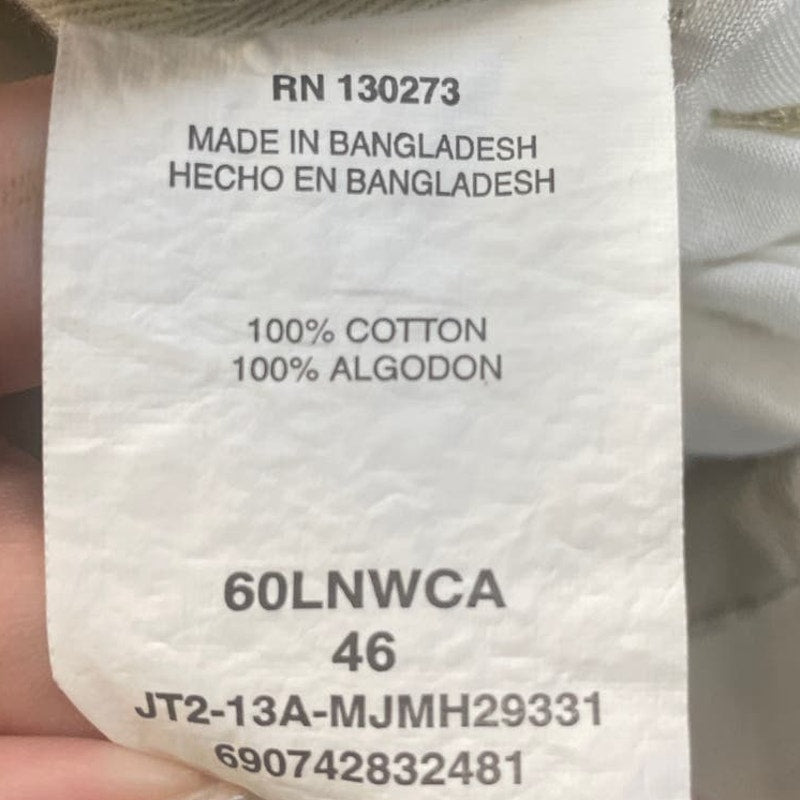 RN 130273
MADE IN BANGLADESH
HECHO EN BANGLADESH
100% COTTON
100% ALGODON
60LNWCA
46
JT2-13A-MJMH29331
690742832481